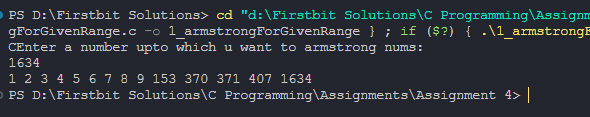 PS D:\Firstbit Solutions> cd "d:\Firstbit Solutions\C Programming\Assignm
gForGivenRange.c -o 1_armstrongForGivenRange } ; if ($?) { .\1_armstrongF
CEnter a number upto which u want to armstrong nums:
1634
1 2 3 4 5 6 7 8 9 153 370 371 407 1634
PS D:\Firstbit Solutions\C Programming\Assignments\Assignment 4>